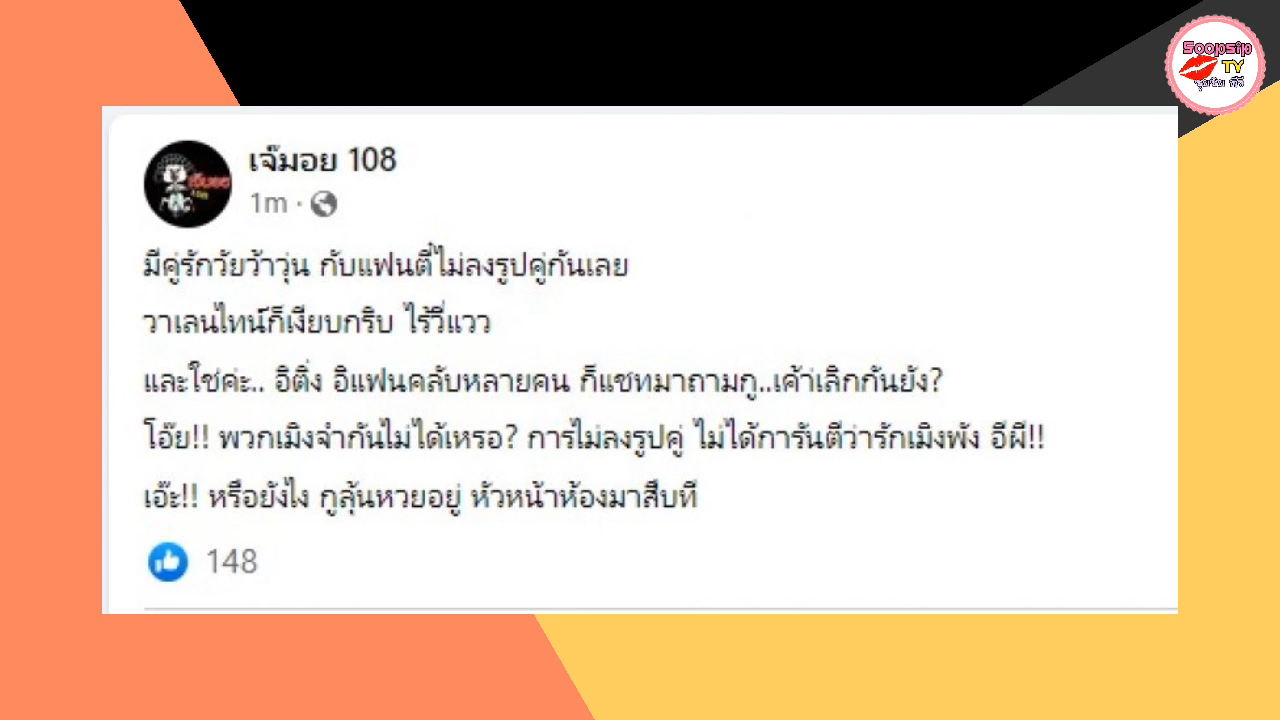 Soopsip
TV
ซุบซิบ ทีวี
เจ๊มอย 108
1m ·
มีคู่รักวัยว้าวุ่น กับแฟนตี้ไม่ลงรูปคู่กันเลย
วาเลนไทน์ก็เงียบกริบ ไร้วี่แวว
และใช่ค่ะ.. อิติ่ง อิแฟนคลับหลายคน ก็แชทมาถามกู..เค้าเลิกกันยัง?
โอ๊ย!! พวกเมิงจำกันไม่ได้เหรอ? การไม่ลงรูปคู่ ไม่ได้การันตีว่ารักเมิงพัง อีผี!!
เอ๊ะ!! หรือยังไง กูลุ้นหวยอยู่ หัวหน้าห้องมาสืบที
148